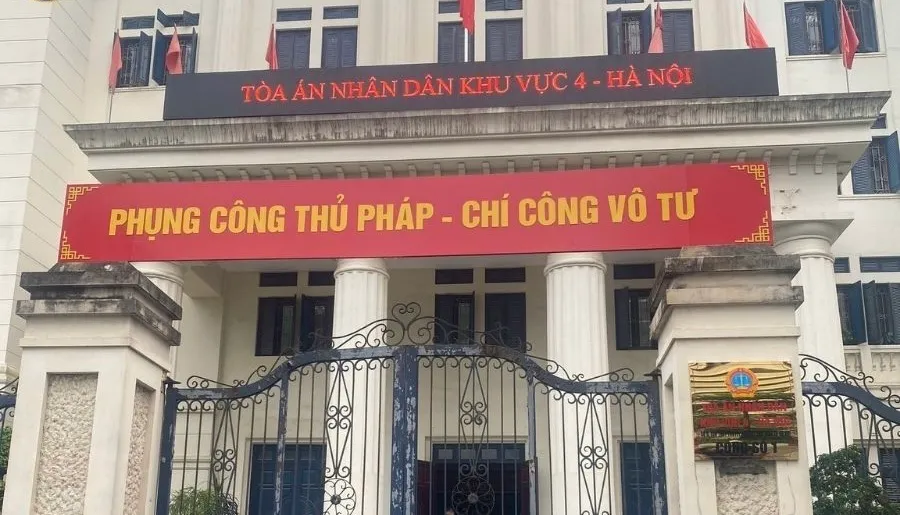 TÒA ÁN NHÂN DÂN KHU VỰC 4 - HÀ NỘI
PHỤNG CÔNG THỦ PHÁP - CHÍ CÔNG VÔ TƯ